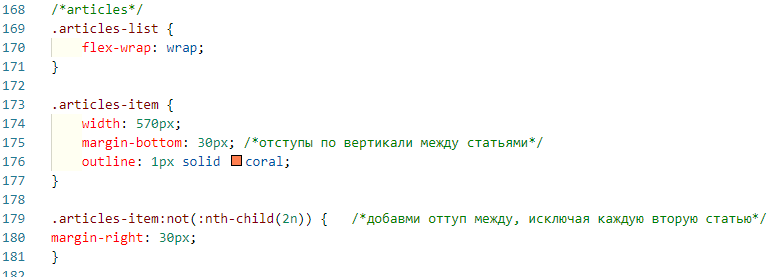 168 /*articles*/
169 .articles-list {
170 flex-wrap: wrap;
171 }
172
173 .articles-item {
174 width: 570px;
175 margin-bottom: 30px; /*отступы по вертикали между статьями*/
176 outline: 1px solid coral;
177 }
178
179 .articles-item:not(:nth-child(2n)) { /*добавми оттуп между, исключая каждую вторую статью*/
180 margin-right: 30px;
181 }
182